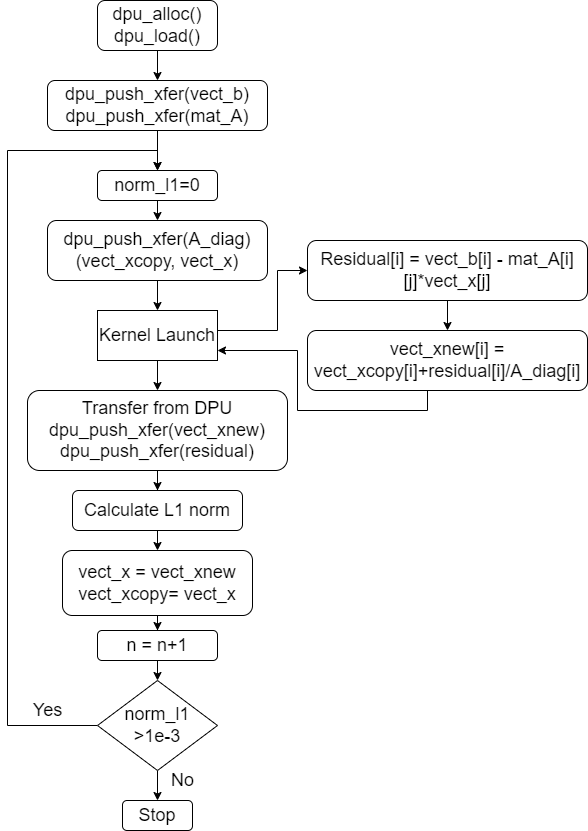 dpu_alloc()
dpu_load()
dpu_push_xfer(vect_b)
dpu_push_xfer(mat_A)
norm_l1=0
dpu_push_xfer(A_diag)
(vect_xcopy, vect_x)
Kernel Launch
Residual[i] = vect_b[i] - mat_A[i]
[j]*vect_x[j]
vect_xnew[i] =
vect_xcopy[i]+residual[i]/A_diag[i]
Transfer from DPU
dpu_push_xfer(vect_xnew)
dpu_push_xfer(residual)
Calculate L1 norm
vect_x = vect_xnew
vect_xcopy= vect_x
n = n+1
norm_l1
>1e-3
Yes
No
Stop